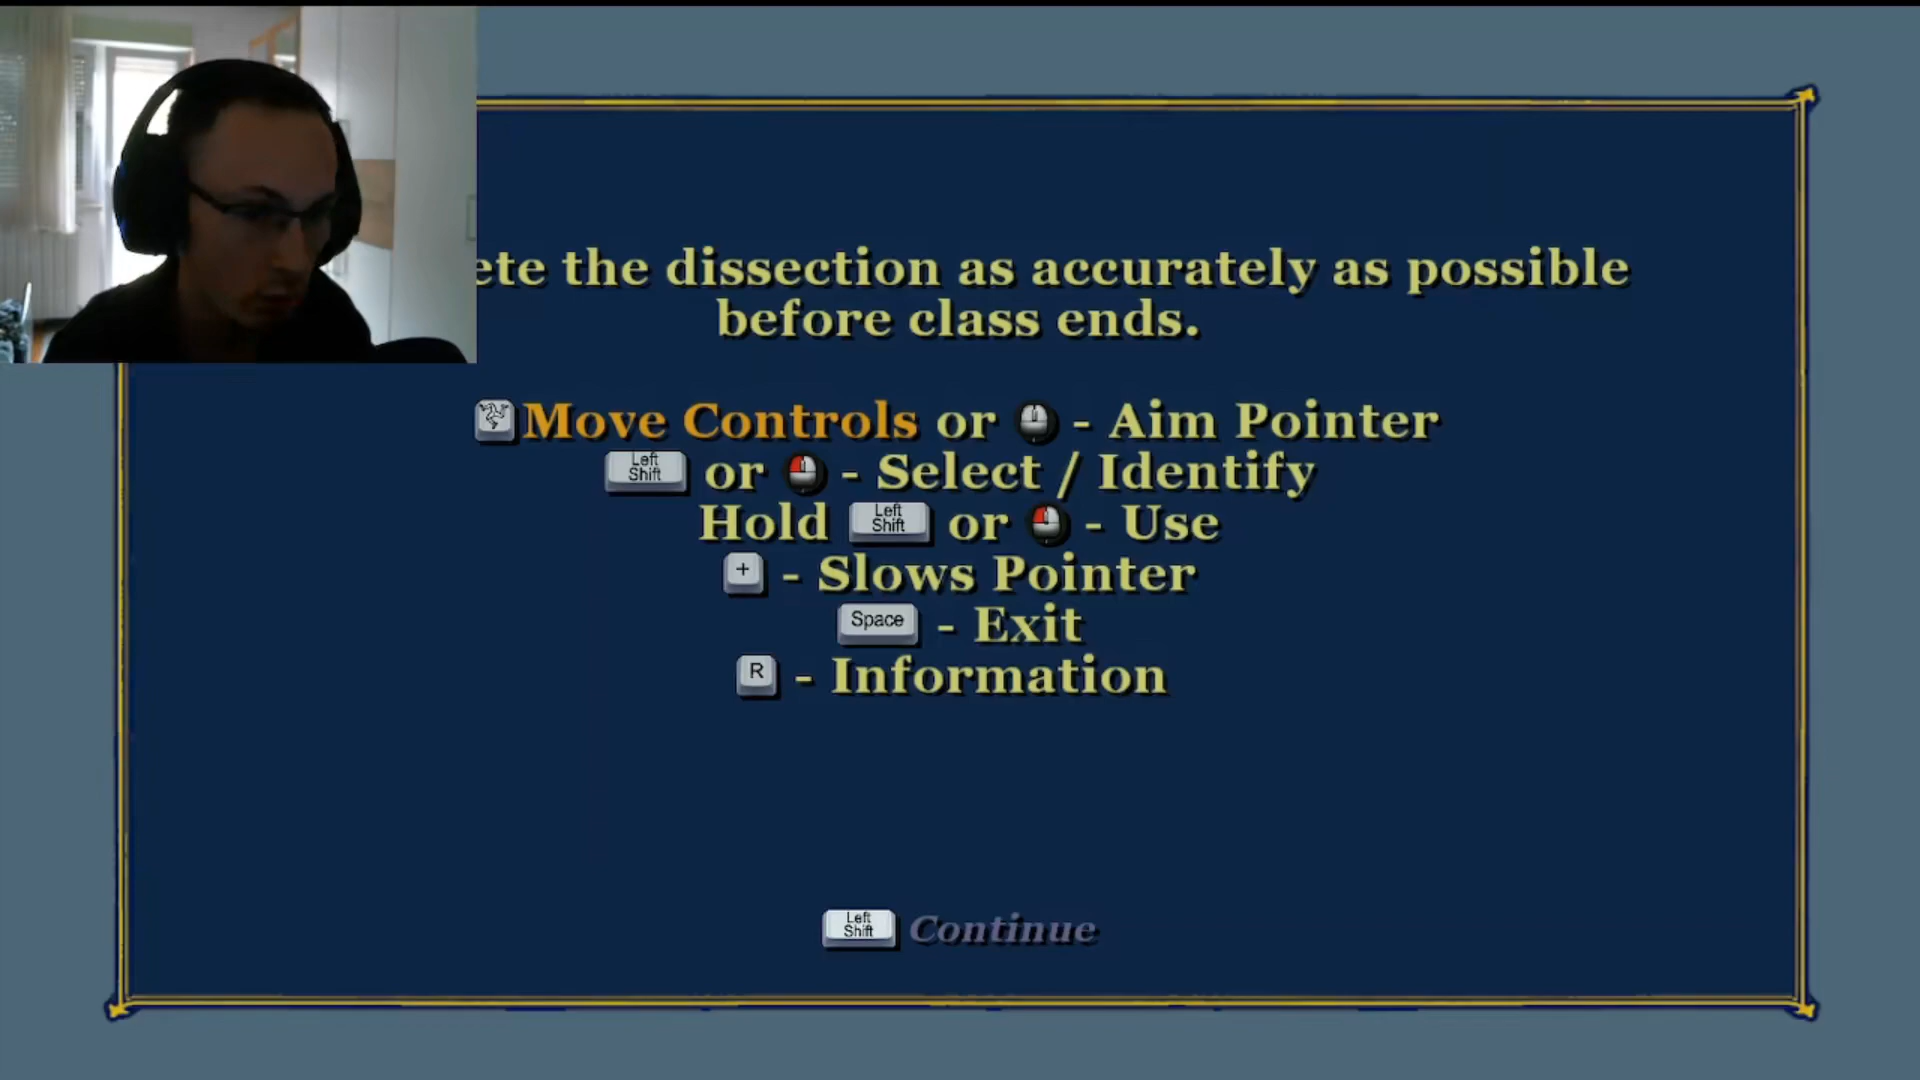 ete the dissection as accurately as possible
before class ends.
Move Controls or - Aim Pointer
Left Shift or - Select / Identify
Hold Left Shift or - Use
+ - Slows Pointer
Space - Exit
R - Information
Left Shift Continue